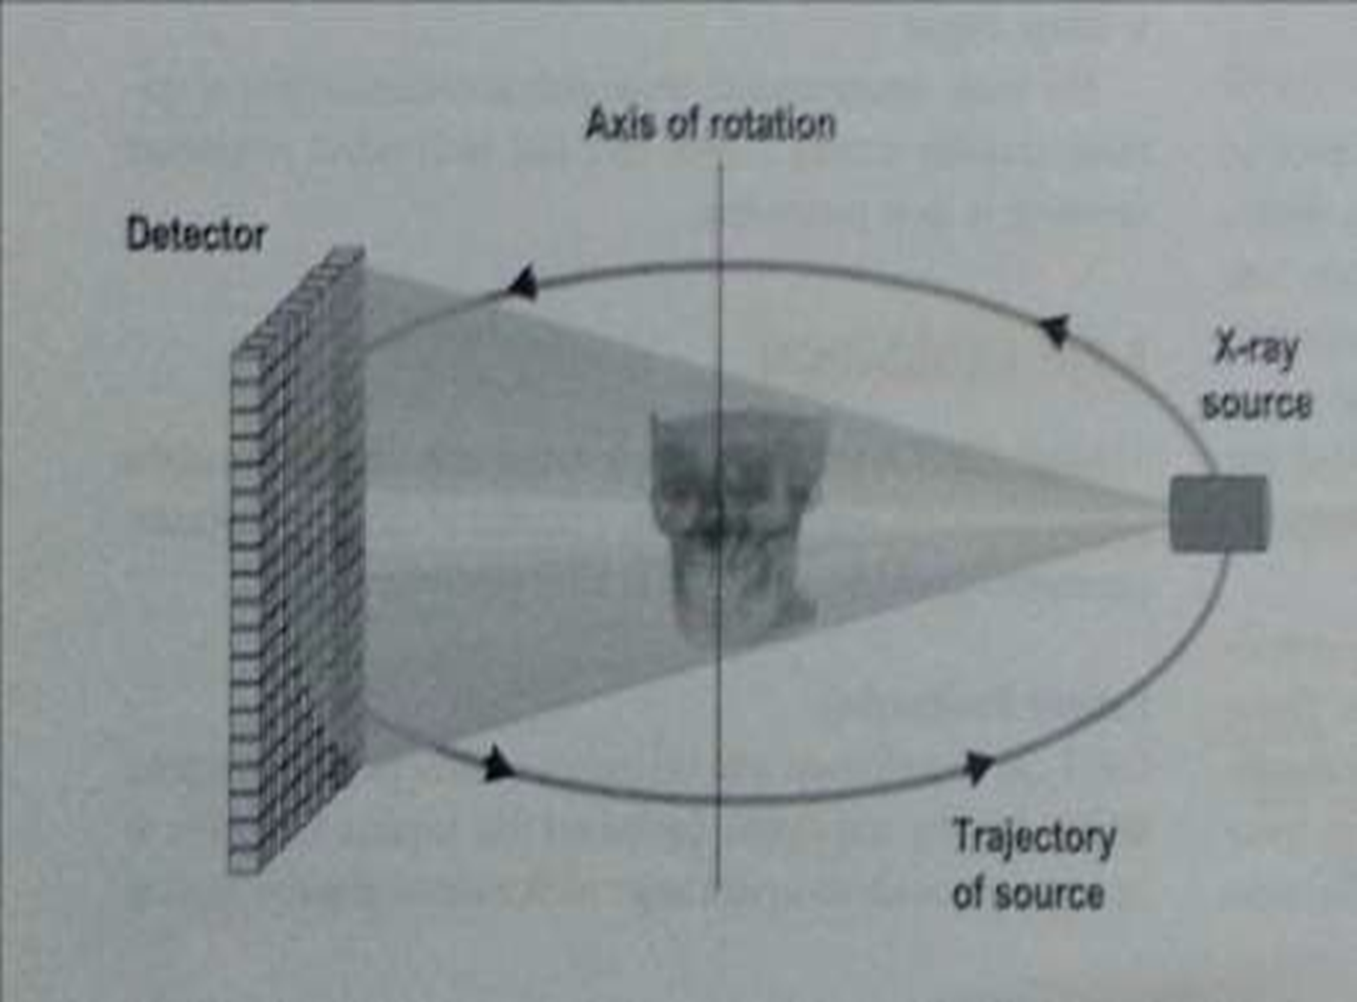 Axis of rotation
Detector
X-ray
source
Trajectory
of source